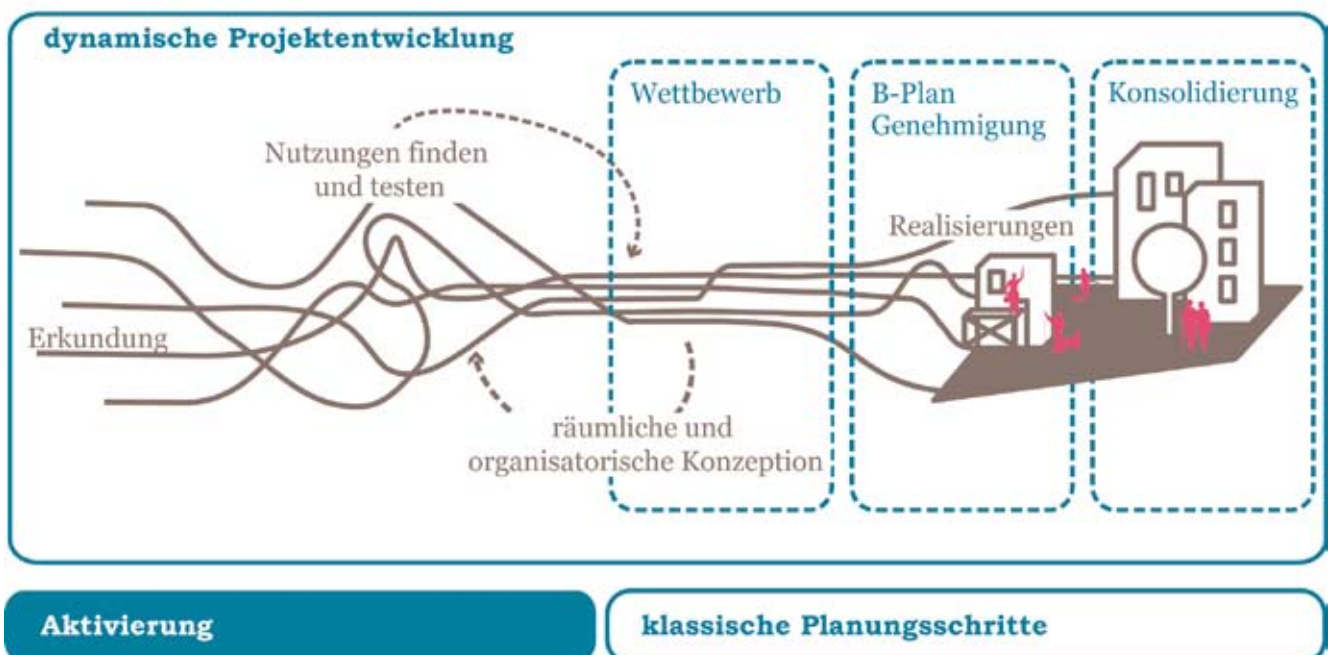 dynamische Projektentwicklung
Wettbewerb
B-Plan
Genehmigung
Konsolidierung
Nutzungen finden
und testen
Realisierungen
Erkundung
räumliche und
organisatorische Konzeption
Aktivierung
klassische Planungsschritte